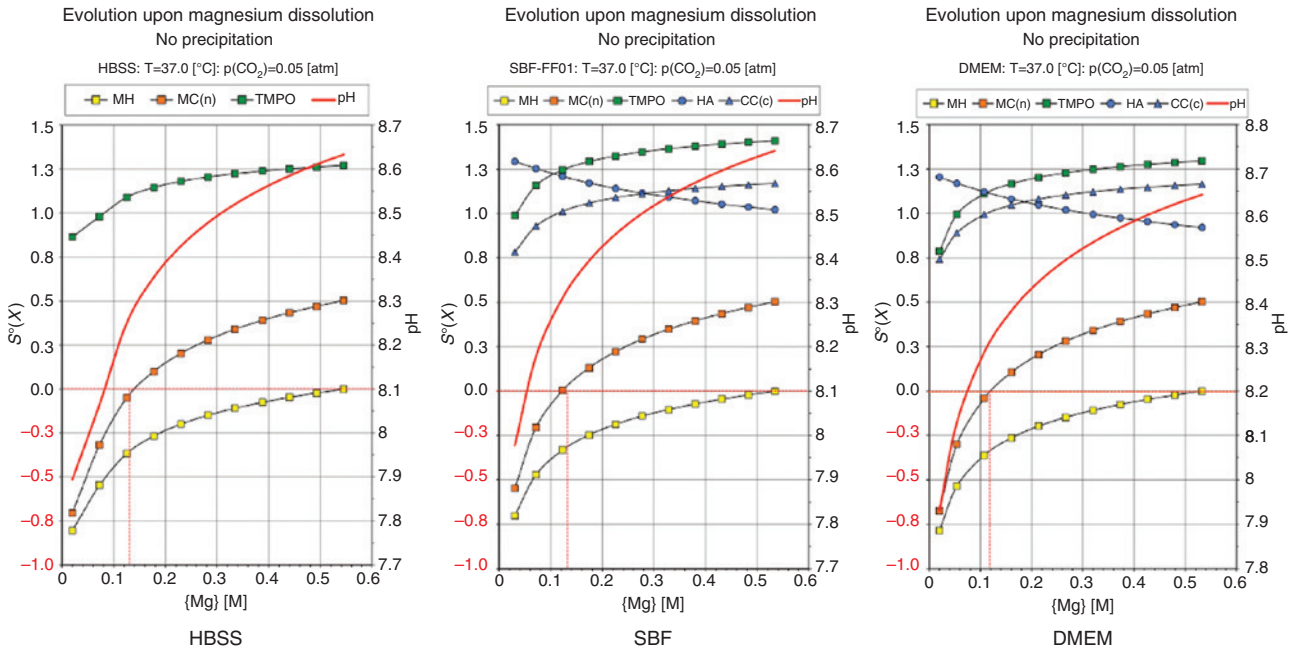 Evolution upon magnesium dissolution
No precipitation
HBSS: T=37.0 [°C]: p(CO2)=0.05 [atm]
MH MC(n) TMPO pH
1.5
1.3
1.0
0.8
0.5
0.3
0.0
−0.3
−0.5
−0.8
−1.0
S°(X)
8.7
8.6
8.5
8.4
8.3
8.2
8.1
8
7.95
7.9
7.8
7.7
pH
0 0.1 0.2 0.3 0.4 0.5 0.6
{Mg} [M]
HBSS
Evolution upon magnesium dissolution
No precipitation
SBF-FF01: T=37.0 [°C]: p(CO2)=0.05 [atm]
MH MC(n) TMPO HA CC(c) pH
1.5
1.3
1.0
0.8
0.5
0.3
0.0
−0.3
−0.5
−0.8
−1.0
S°(X)
8.7
8.6
8.5
8.4
8.3
8.2
8.1
8
7.9
7.8
7.7
pH
0 0.1 0.2 0.3 0.4 0.5 0.6
{Mg} [M]
SBF
Evolution upon magnesium dissolution
No precipitation
DMEM: T=37.0 [°C]: p(CO2)=0.05 [atm]
MH MC(n) TMPO HA CC(c) pH
1.5
1.3
1.0
0.8
0.5
0.3
0.0
−0.3
−0.5
−0.8
−1.0
S°(X)
8.8
8.7
8.6
8.5
8.4
8.3
8.2
8.1
8
7.9
7.8
pH
0 0.1 0.2 0.3 0.4 0.5 0.6
{Mg} [M]
DMEM